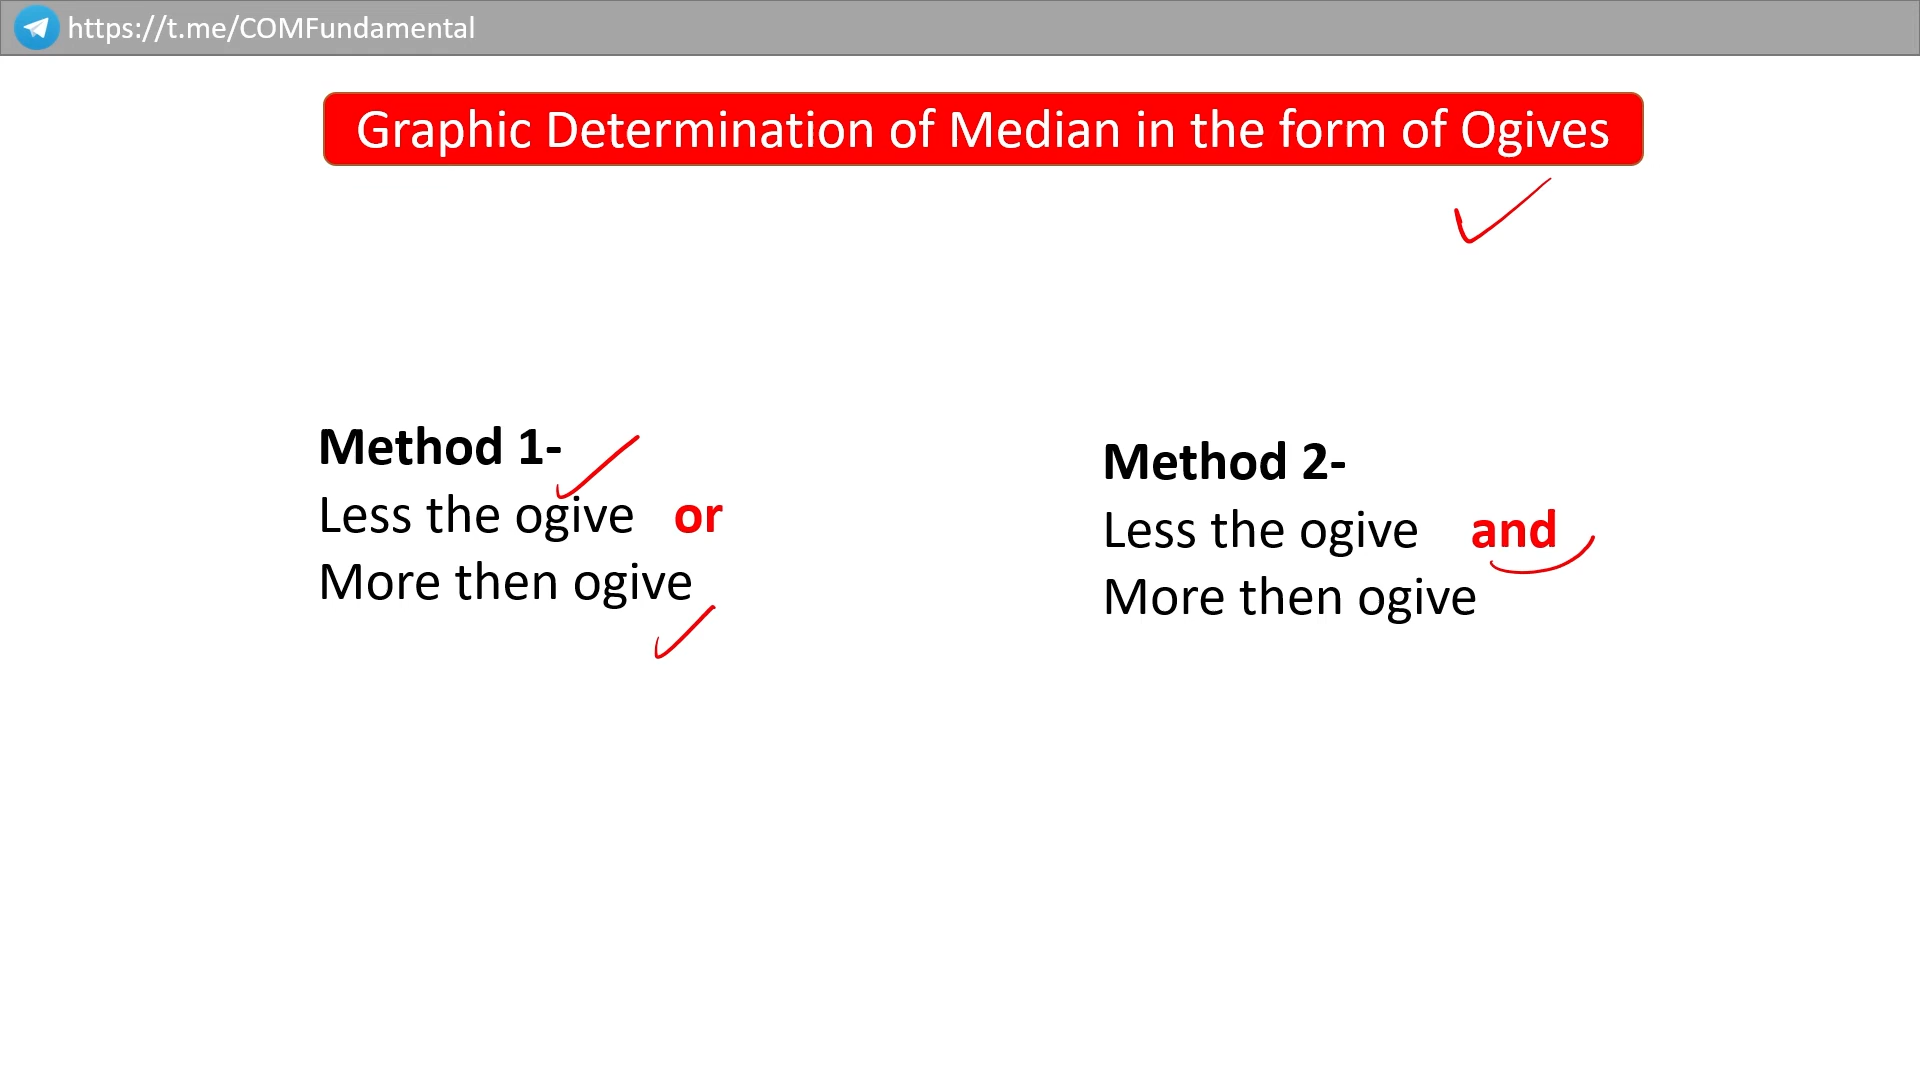 https://t.me/COMFundamental
Graphic Determination of Median in the form of Ogives
Method 1-
Less the ogive or
More then ogive
Method 2-
Less the ogive and
More then ogive